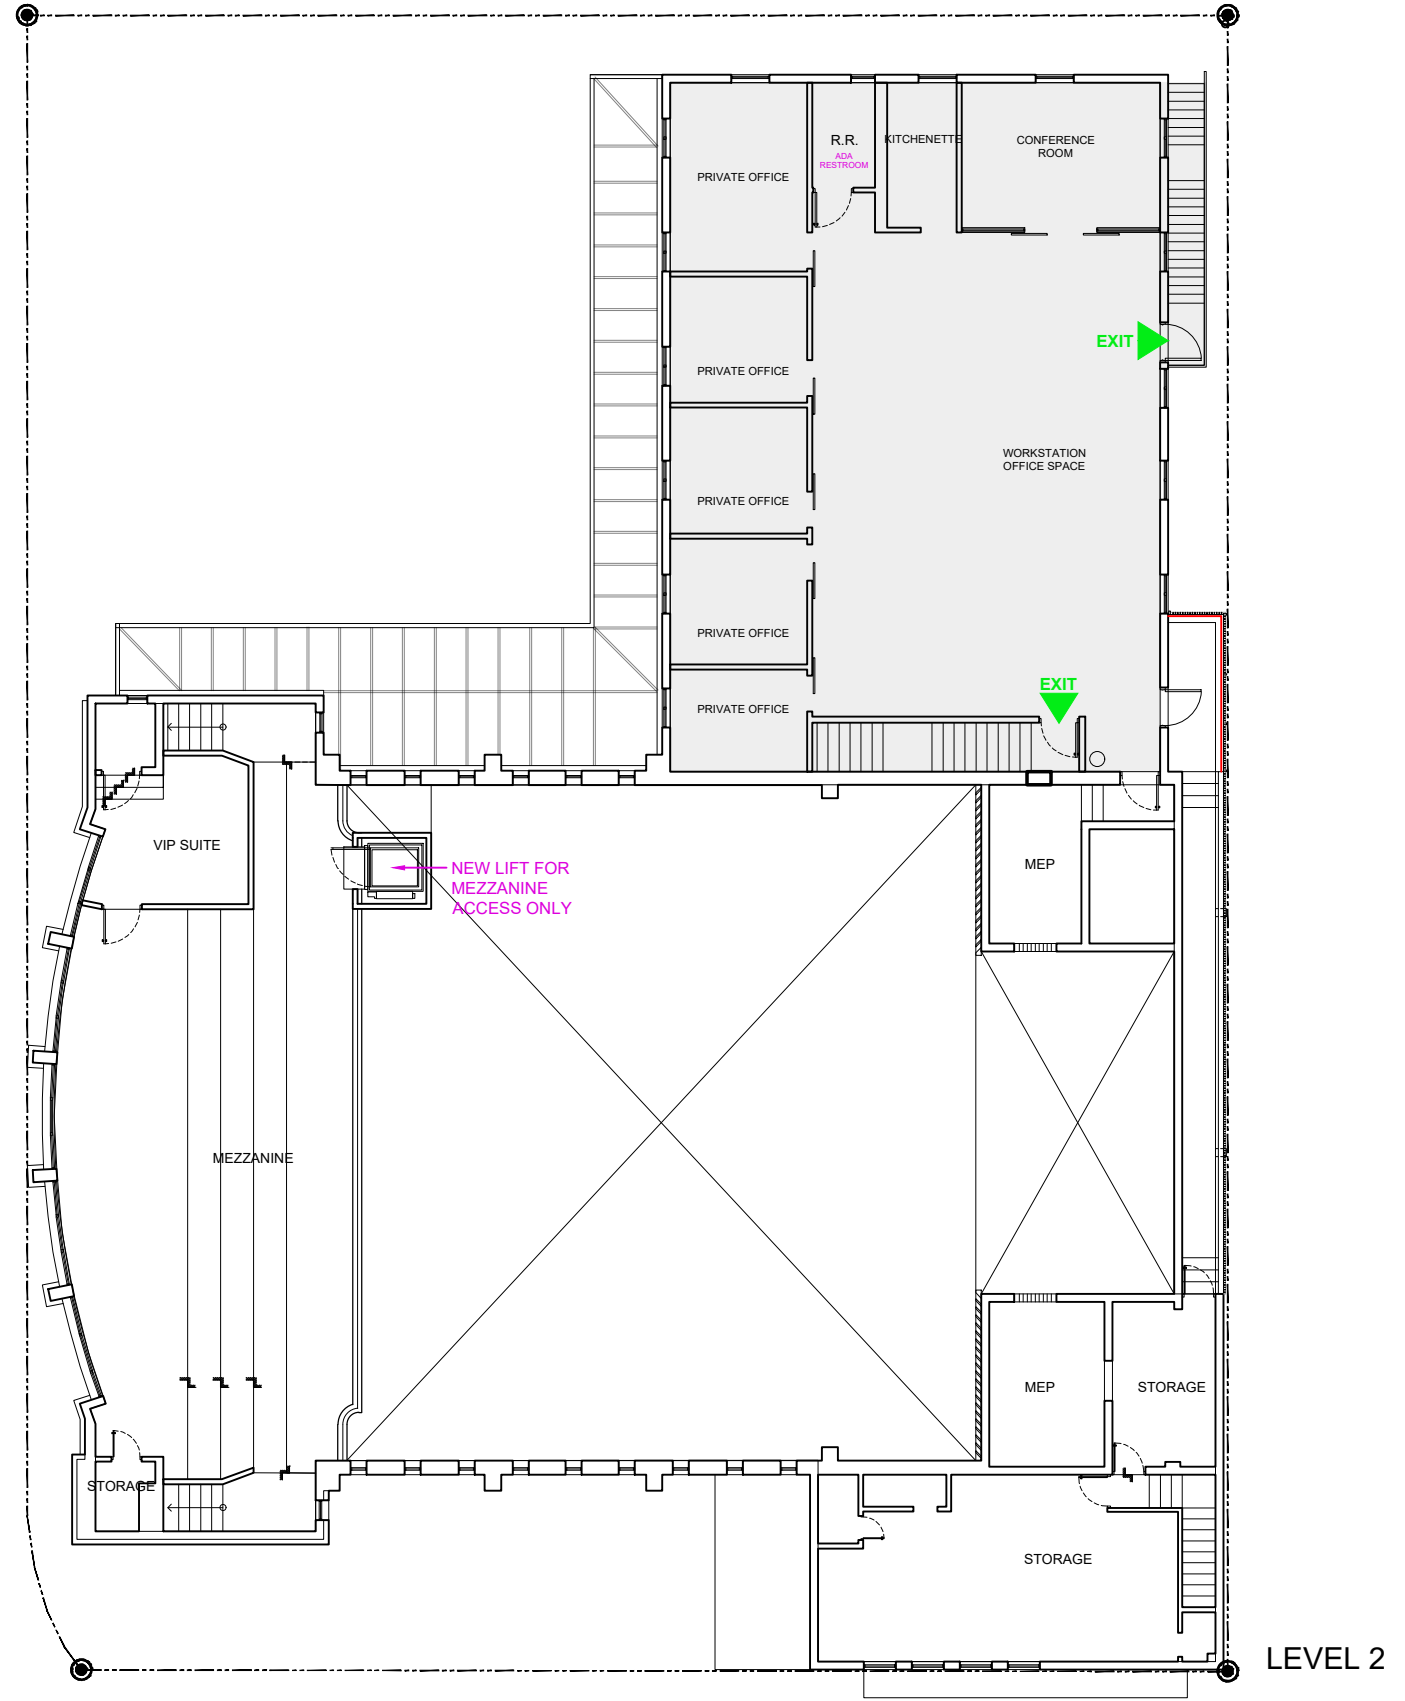 R.R.
ADA
RESTROOM
KITCHENETTE
CONFERENCE
ROOM
PRIVATE OFFICE
EXIT
PRIVATE OFFICE
WORKSTATION
OFFICE SPACE
PRIVATE OFFICE
PRIVATE OFFICE
EXIT
PRIVATE OFFICE
VIP SUITE
NEW LIFT FOR
MEZZANINE
ACCESS ONLY
MEP
MEZZANINE
MEP
STORAGE
STORAGE
STORAGE
LEVEL 2